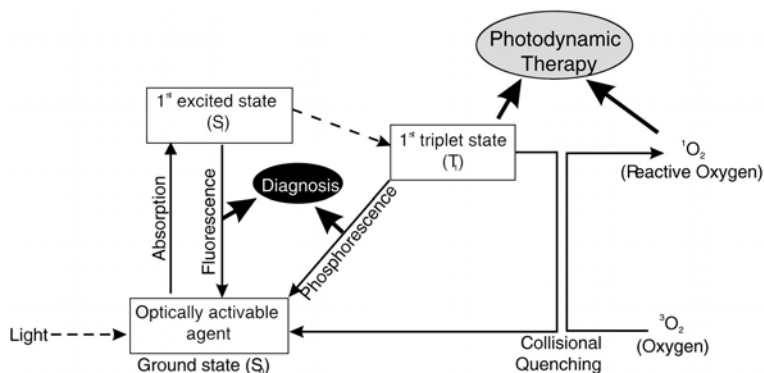 Photodynamic
Therapy
1st excited state
(S1)
1st triplet state
(T1)
1O2
(Reactive Oxygen)
Diagnosis
Absorption
Fluorescence
Phosphorescence
Optically activable
agent
Light
Ground state (S0)
Collisional
Quenching
3O2
(Oxygen)